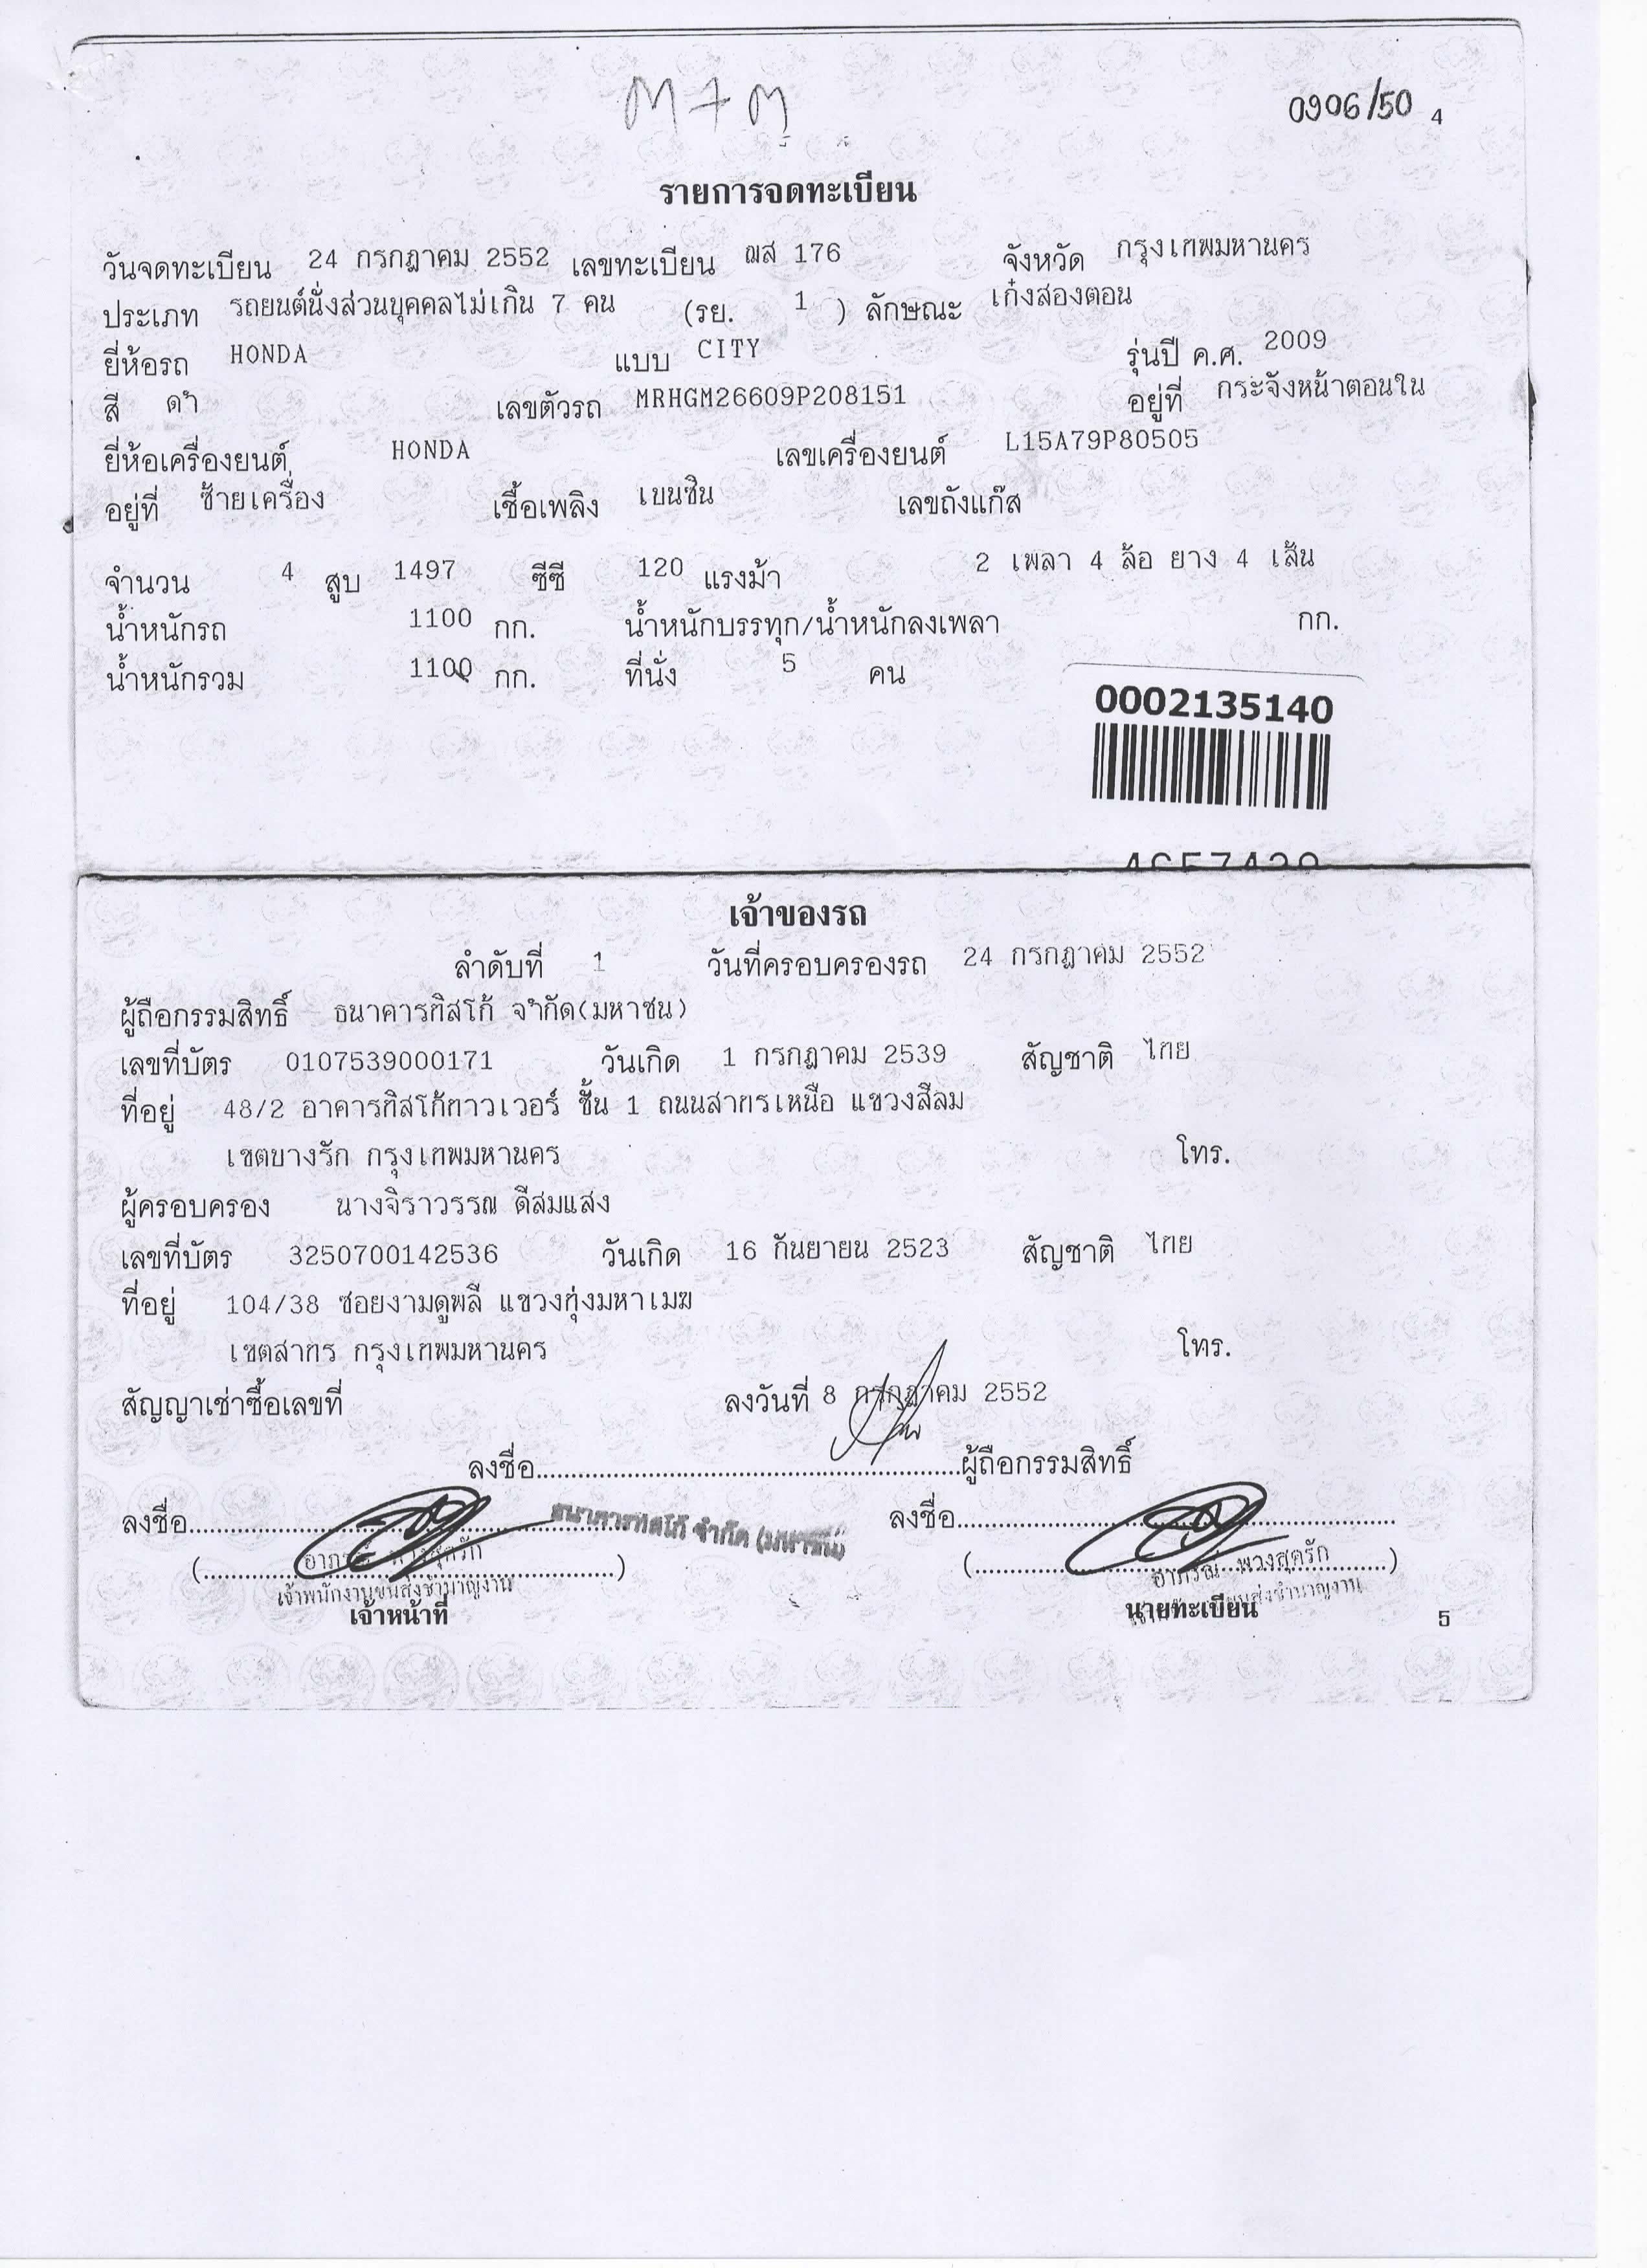 0906/50 4
รายการจดทะเบียน
วันจดทะเบียน 24 กรกฎาคม 2552 เลขทะเบียน ฌส 176 จังหวัด กรุงเทพมหานคร
ประเภท รถยนต์นั่งส่วนบุคคลไม่เกิน 7 คน (รย. 1 ) ลักษณะ เก๋งสองตอน
ยี่ห้อรถ HONDA แบบ CITY รุ่นปี ค.ศ. 2009
สี ดำ เลขตัวรถ MRHGM26609P208151 อยู่ที่ กระจังหน้าตอนใน
ยี่ห้อเครื่องยนต์ HONDA เลขเครื่องยนต์ L15A79P80505
อยู่ที่ ซ้ายเครื่อง เชื้อเพลิง เบนซิน เลขถังแก๊ส
จำนวน 4 สูบ 1497 ซีซี 120 แรงม้า 2 เพลา 4 ล้อ ยาง 4 เส้น
น้ำหนักรถ 1100 กก. น้ำหนักบรรทุก/น้ำหนักลงเพลา กก.
น้ำหนักรวม 1100 กก. ที่นั่ง 5 คน
0002135140
เจ้าของรถ
ลำดับที่ 1 วันที่ครอบครองรถ 24 กรกฎาคม 2552
ผู้ถือกรรมสิทธิ์ ธนาคารทิสโก้ จำกัด(มหาชน)
เลขที่บัตร 0107539000171 วันเกิด 1 กรกฎาคม 2539 สัญชาติ ไทย
ที่อยู่ 48/2 อาคารทิสโก้ทาวเวอร์ ชั้น 1 ถนนสาทรเหนือ แขวงสีลม
เขตบางรัก กรุงเทพมหานคร โทร.
ผู้ครอบครอง นางจิราวรรณ ดีสมแสง
เลขที่บัตร 3250700142536 วันเกิด 16 กันยายน 2523 สัญชาติ ไทย
ที่อยู่ 104/38 ซอยงามดูพลี แขวงทุ่งมหาเมฆ
เขตสาทร กรุงเทพมหานคร โทร.
สัญญาเช่าซื้อเลขที่ ลงวันที่ 8 กรกฎาคม 2552
ลงชื่อ............ผู้ถือกรรมสิทธิ์
ลงชื่อ............ ธนาคารทิสโก้ จำกัด (มหาชน) ลงชื่อ............
(............) (อาภรณ์ พวงสุดรัก)
เจ้าพนักงานขนส่งชำนาญงาน
เจ้าหน้าที่ นายทะเบียน 5